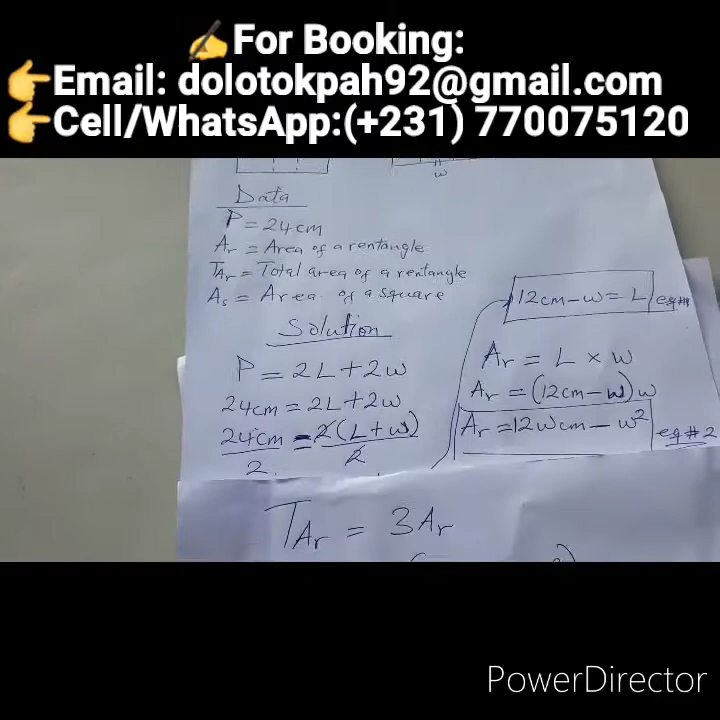 ✍️For Booking:
👉Email: dolotokpah92@gmail.com
👉Cell/WhatsApp:(+231) 770075120
w
Data
P = 24cm
Ar = Area of a rentangle
TAr = Total area of a rentangle
As = Area of a square
Solution
P = 2L + 2w
24cm = 2L + 2w
24cm = 2(L + w)
2 2
12cm - w = L eq#1
Ar = L × w
Ar = (12cm - w) w
Ar = 12wcm - w² eq#2
TAr = 3Ar
PowerDirector